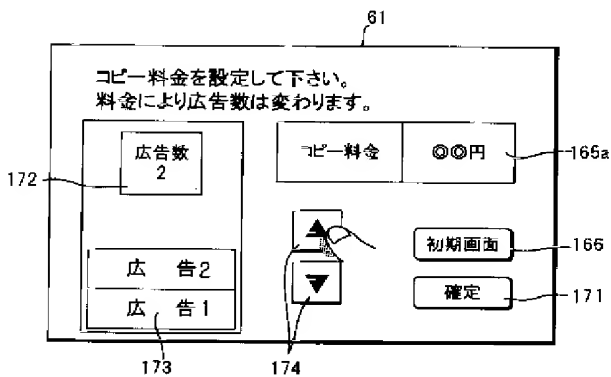 61
コピー料金を設定して下さい。
料金により広告数は変わります。
広告数
2
コピー料金
◎◎円
165a
172
▲
初期画面
166
広 告2
▼
確定
171
広 告1
173
174